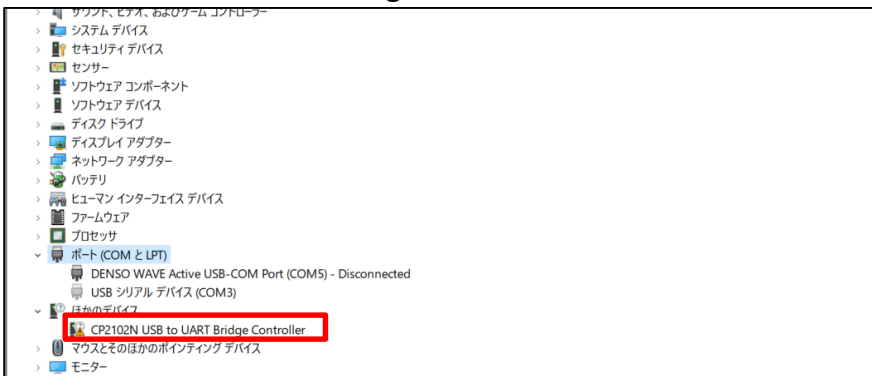 サウンド、ビデオ、およびゲーム コントローラー
システム デバイス
セキュリティ デバイス
センサー
ソフトウェア コンポーネント
ソフトウェア デバイス
ディスク ドライブ
ディスプレイ アダプター
ネットワーク アダプター
バッテリ
ヒューマン インターフェイス デバイス
ファームウェア
プロセッサ
ポート (COM と LPT)
DENSO WAVE Active USB-COM Port (COM5) - Disconnected
USB シリアル デバイス (COM3)
ほかのデバイス
CP2102N USB to UART Bridge Controller
マウスとそのほかのポインティング デバイス
モニター